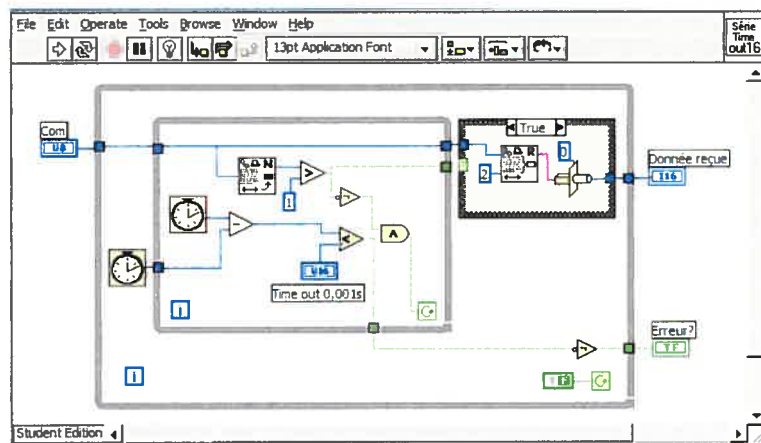 File Edit Operate Tools Browse Window Help
13pt Application Font
Série
Time
out16
True
Com
U8
0
Donnée reçue
I16
2
>
1
-
<
A
U16
Time out 0,001s
i
Erreur?
TF
i
Student Edition